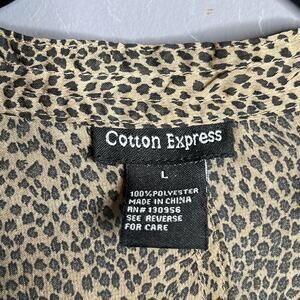 Cotton Express
L
100% POLYESTER
MADE IN CHINA
RN# 130956
SEE REVERSE
FOR CARE